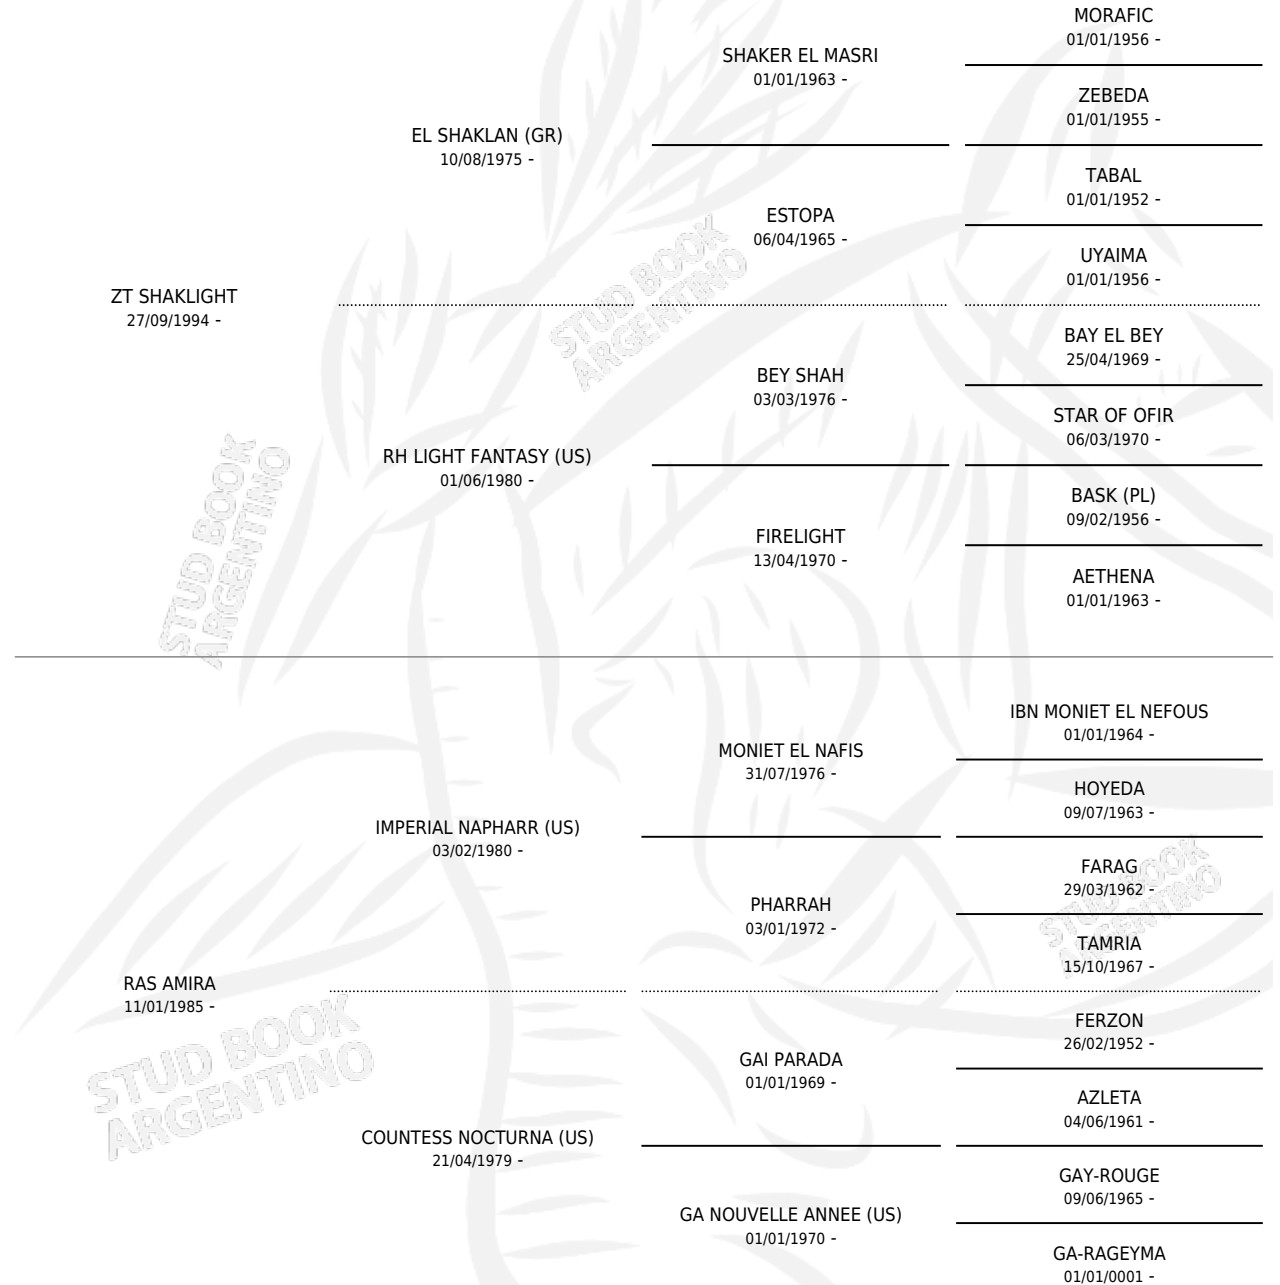 MORAFIC
01/01/1956 -
SHAKER EL MASRI
01/01/1963 -
ZEBEDA
01/01/1955 -
EL SHAKLAN (GR)
10/08/1975 -
TABAL
01/01/1952 -
ESTOPA
06/04/1965 -
UYAIMA
01/01/1956 -
ZT SHAKLIGHT
27/09/1994 -
BAY EL BEY
25/04/1969 -
BEY SHAH
03/03/1976 -
STAR OF OFIR
06/03/1970 -
RH LIGHT FANTASY (US)
01/06/1980 -
BASK (PL)
09/02/1956 -
FIRELIGHT
13/04/1970 -
AETHENA
01/01/1963 -
STUD BOOK
ARGENTINO
STUD BOOK
ARGENTINO
IBN MONIET EL NEFOUS
01/01/1964 -
MONIET EL NAFIS
31/07/1976 -
HOYEDA
09/07/1963 -
IMPERIAL NAPHARR (US)
03/02/1980 -
FARAG
29/03/1962 -
PHARRAH
03/01/1972 -
TAMRIA
15/10/1967 -
RAS AMIRA
11/01/1985 -
FERZON
26/02/1952 -
GAI PARADA
01/01/1969 -
AZLETA
04/06/1961 -
COUNTESS NOCTURNA (US)
21/04/1979 -
GAY-ROUGE
09/06/1965 -
GA NOUVELLE ANNEE (US)
01/01/1970 -
GA-RAGEYMA
01/01/0001 -
STUD BOOK
ARGENTINO
STUD BOOK
ARGENTINO